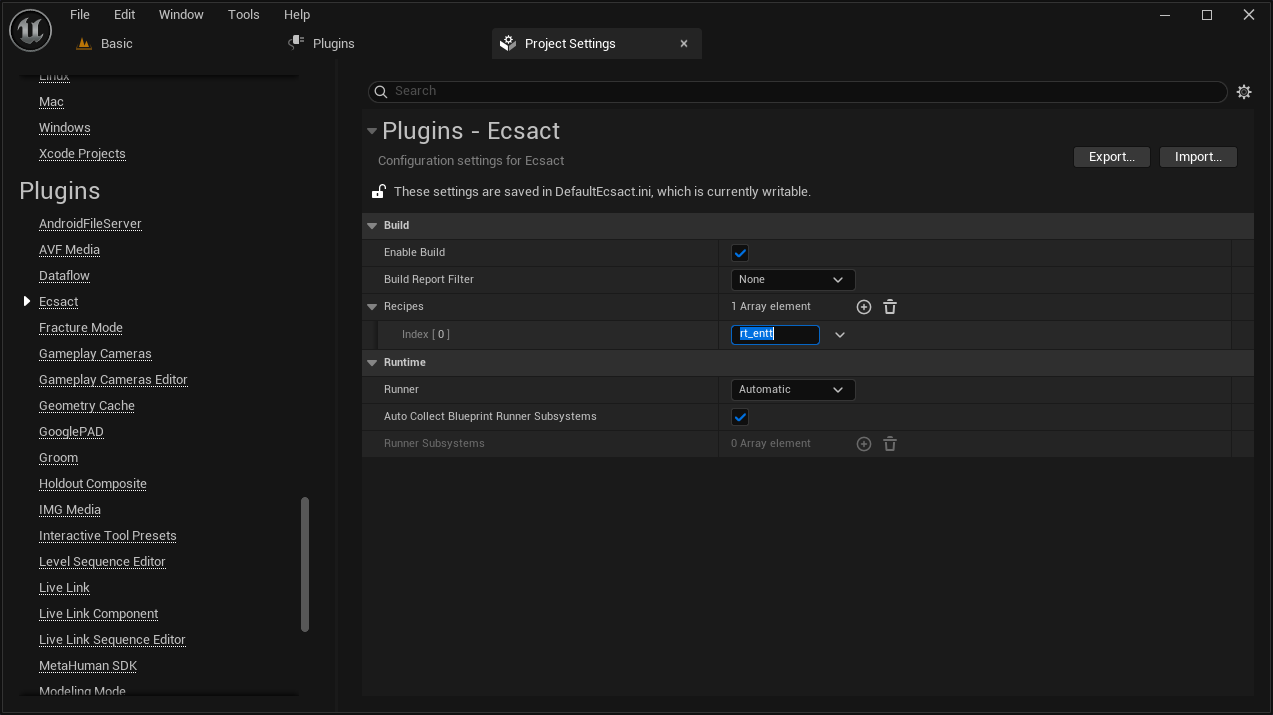 File Edit Window Tools Help
Basic
Plugins
Project Settings
Linux
Mac
Windows
Xcode Projects
Plugins
AndroidFileServer
AVF Media
Dataflow
Ecsact
Fracture Mode
Gameplay Cameras
Gameplay Cameras Editor
Geometry Cache
GooglePAD
Groom
Holdout Composite
IMG Media
Interactive Tool Presets
Level Sequence Editor
Live Link
Live Link Component
Live Link Sequence Editor
MetaHuman SDK
Modeling Mode
Search
Plugins - Ecsact
Configuration settings for Ecsact
Export...
Import...
These settings are saved in DefaultEcsact.ini, which is currently writable.
Build
Enable Build
Build Report Filter None
Recipes 1 Array element
Index [ 0 ] rt_entt
Runtime
Runner Automatic
Auto Collect Blueprint Runner Subsystems
Runner Subsystems 0 Array element